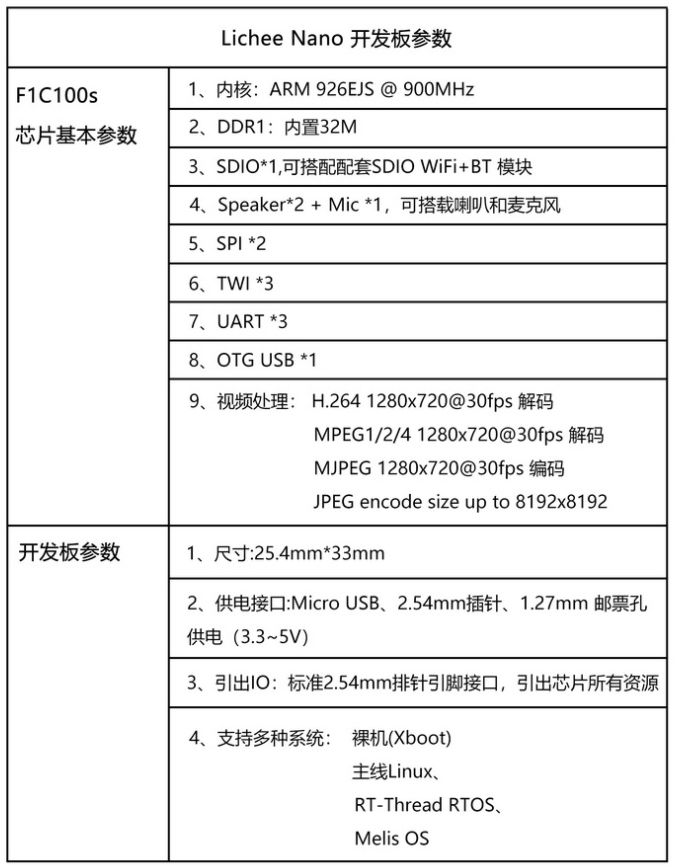 Lichee Nano 开发板参数
F1C100s
芯片基本参数
1、内核：ARM 926EJS @ 900MHz
2、DDR1：内置32M
3、SDIO*1,可搭配配套SDIO WiFi+BT 模块
4、Speaker*2 + Mic *1，可搭载喇叭和麦克风
5、SPI *2
6、TWI *3
7、UART *3
8、OTG USB *1
9、视频处理： H.264 1280x720@30fps 解码
MPEG1/2/4 1280x720@30fps 解码
MJPEG 1280x720@30fps 编码
JPEG encode size up to 8192x8192
开发板参数
1、尺寸:25.4mm*33mm
2、供电接口:Micro USB、2.54mm插针、1.27mm 邮票孔
供电（3.3~5V）
3、引出IO：标准2.54mm排针引脚接口，引出芯片所有资源
4、支持多种系统： 裸机(Xboot)
主线Linux、
RT-Thread RTOS、
Melis OS